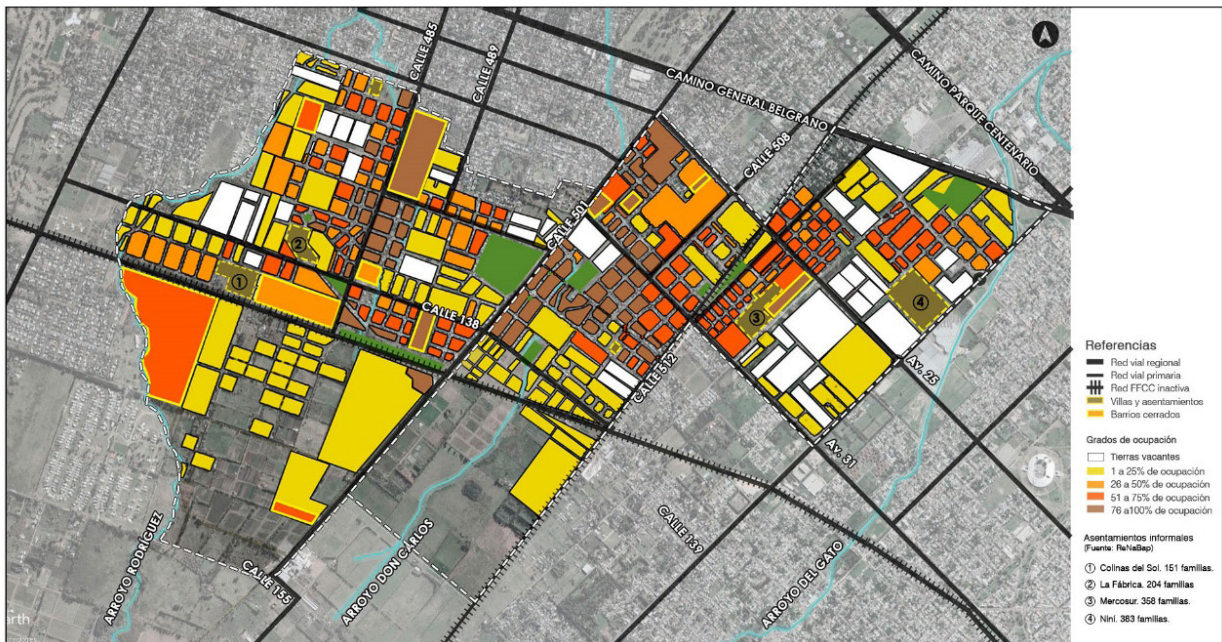 CALLE 485
CALLE 489
CAMINO GENERAL BELGRANO
CAMINO PARQUE CENTENARIO
CALLE 508
CALLE 501
2
1
CALLE 138
3
4
CALLE 512
AV. 25
AV. 31
CALLE 139
ARROYO RODRÍGUEZ
CALLE 155
ARROYO DON CARLOS
ARROYO DEL GATO
Referencias
Red vial regional
Red vial primaria
Red FFCC inactiva
Villas y asentamientos
Barrios cerrados
Grados de ocupación
Tierras vacantes
1 a 25% de ocupación
26 a 50% de ocupación
51 a 75% de ocupación
76 a100% de ocupación
Asentamientos informales
(Fuente: ReNaBap)
1 Colinas del Sol. 151 familias.
2 La Fábrica. 204 familias
3 Mercosur. 358 familias.
4 Nini. 383 familias.